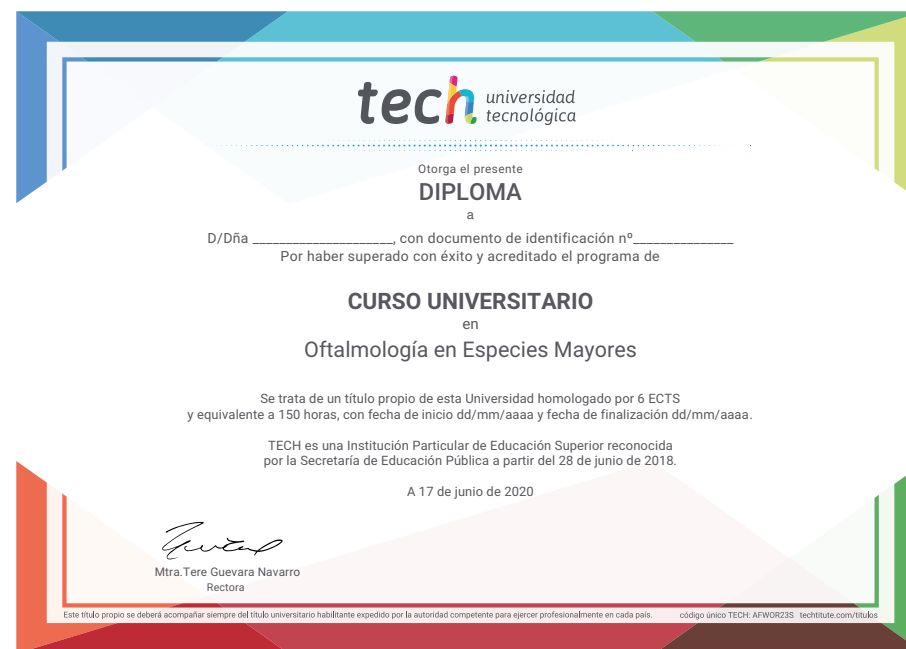 tech universidad
tecnológica
Otorga el presente
DIPLOMA
a
D/Dña _____________________, con documento de identificación nº_______________
Por haber superado con éxito y acreditado el programa de
CURSO UNIVERSITARIO
en
Oftalmología en Especies Mayores
Se trata de un título propio de esta Universidad homologado por 6 ECTS
y equivalente a 150 horas, con fecha de inicio dd/mm/aaaa y fecha de finalización dd/mm/aaaa.
TECH es una Institución Particular de Educación Superior reconocida
por la Secretaría de Educación Pública a partir del 28 de junio de 2018.
A 17 de junio de 2020
Mtra.Tere Guevara Navarro
Rectora
Este título propio se deberá acompañar siempre del título universitario habilitante expedido por la autoridad competente para ejercer profesionalmente en cada país. código único TECH: AFWOR23S techtitute.com/titulos